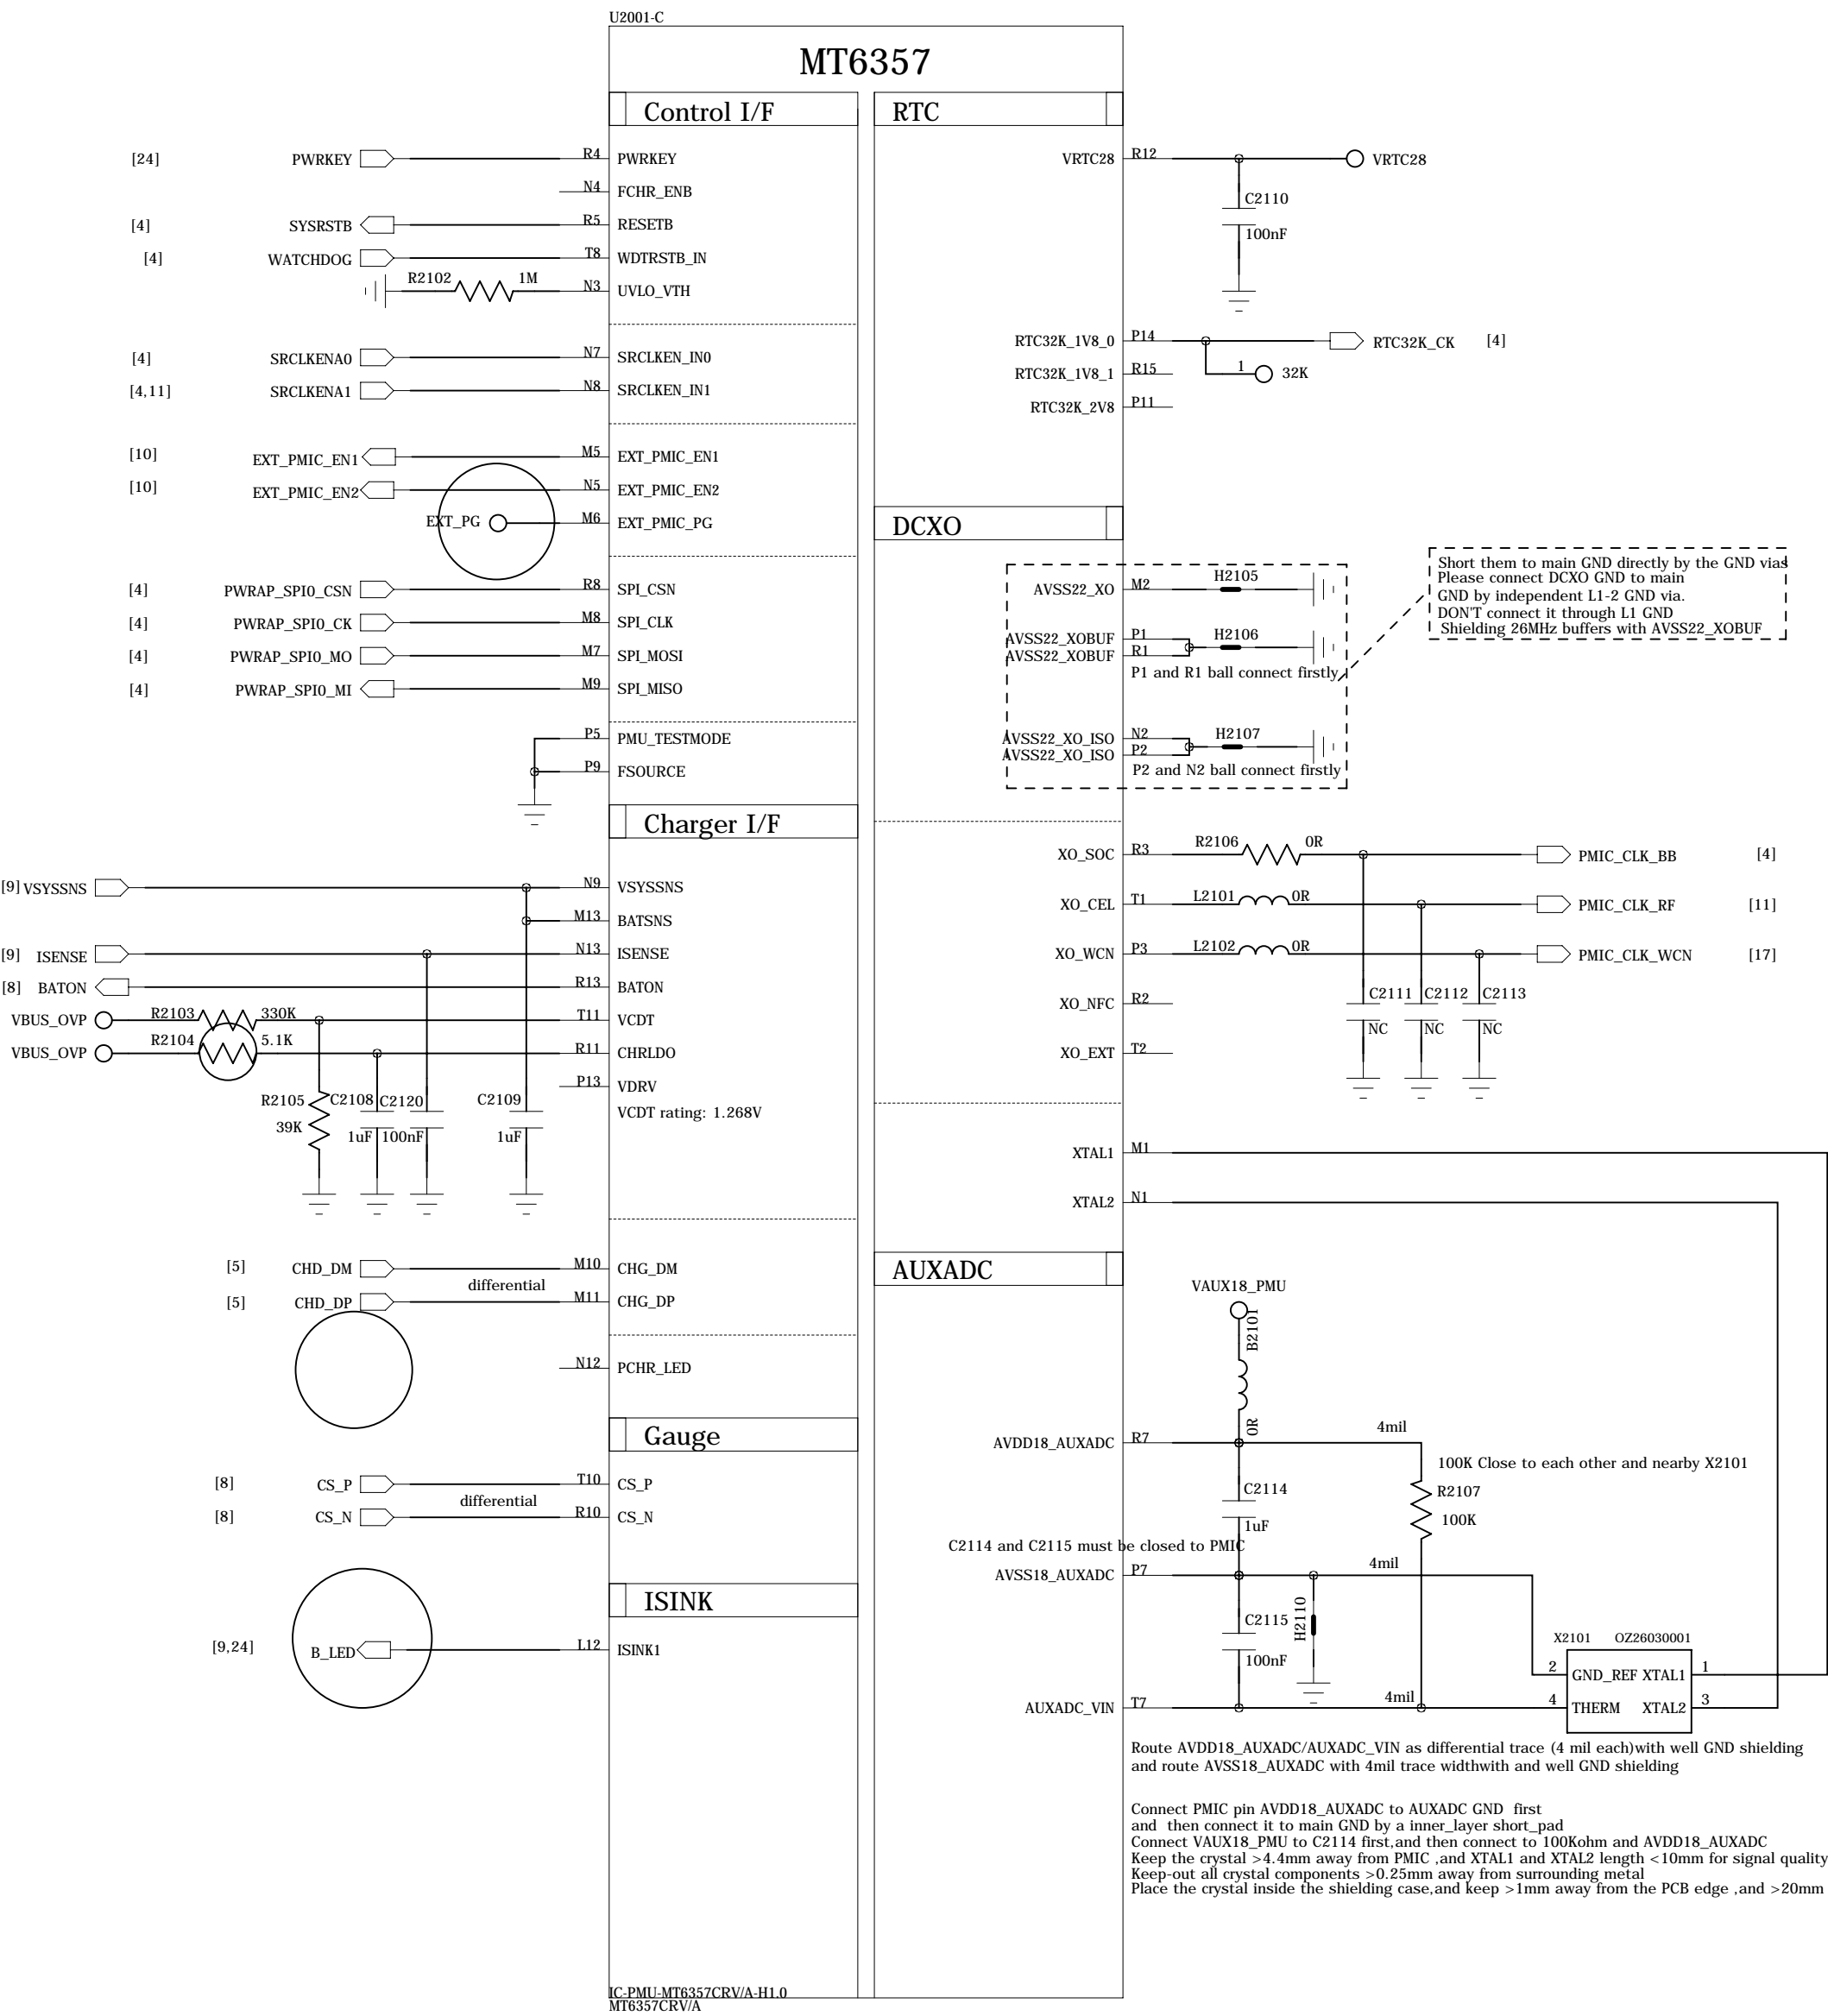 U2001-C
MT6357
Control I/F
[24] PWRKEY R4 PWRKEY
N4 FCHR_ENB
[4] SYSRSTB R5 RESETB
[4] WATCHDOG T8 WDTRSTB_IN
R2102 1M N3 UVLO_VTH
[4] SRCLKENA0 N7 SRCLKEN_IN0
[4,11] SRCLKENA1 N8 SRCLKEN_IN1
[10] EXT_PMIC_EN1 M5 EXT_PMIC_EN1
[10] EXT_PMIC_EN2 N5 EXT_PMIC_EN2
EXT_PG M6 EXT_PMIC_PG
[4] PWRAP_SPI0_CSN R8 SPI_CSN
[4] PWRAP_SPI0_CK M8 SPI_CLK
[4] PWRAP_SPI0_MO M7 SPI_MOSI
[4] PWRAP_SPI0_MI M9 SPI_MISO
P5 PMU_TESTMODE
P9 FSOURCE
Charger I/F
[9] VSYSSNS N9 VSYSSNS
M13 BATSNS
[9] ISENSE N13 ISENSE
[8] BATON R13 BATON
VBUS_OVP R2103 330K T11 VCDT
VBUS_OVP R2104 5.1K R11 CHRLDO
P13 VDRV
R2105 C2108 C2120 C2109
39K 1uF 100nF 1uF
VCDT rating: 1.268V
[5] CHD_DM M10 CHG_DM
differential
[5] CHD_DP M11 CHG_DP
N12 PCHR_LED
Gauge
[8] CS_P T10 CS_P
differential
[8] CS_N R10 CS_N
ISINK
[9,24] B_LED L12 ISINK1
IC-PMU-MT6357CRV/A-H1.0
MT6357CRV/A
RTC
VRTC28 R12 VRTC28
C2110
100nF
RTC32K_1V8_0 P14 RTC32K_CK [4]
RTC32K_1V8_1 R15 1 32K
RTC32K_2V8 P11
DCXO
AVSS22_XO M2 H2105
AVSS22_XOBUF P1 H2106
AVSS22_XOBUF R1
P1 and R1 ball connect firstly
AVSS22_XO_ISO N2 H2107
AVSS22_XO_ISO P2
P2 and N2 ball connect firstly
Short them to main GND directly by the GND vias
Please connect DCXO GND to main
GND by independent L1-2 GND via.
DON'T connect it through L1 GND
Shielding 26MHz buffers with AVSS22_XOBUF
XO_SOC R3 R2106 0R PMIC_CLK_BB [4]
XO_CEL T1 L2101 0R PMIC_CLK_RF [11]
XO_WCN P3 L2102 0R PMIC_CLK_WCN [17]
XO_NFC R2
C2111 C2112 C2113
NC NC NC
XO_EXT T2
XTAL1 M1
XTAL2 N1
AUXADC
VAUX18_PMU
B2101
0R
AVDD18_AUXADC R7 4mil
100K Close to each other and nearby X2101
C2114 R2107
1uF 100K
C2114 and C2115 must be closed to PMIC
AVSS18_AUXADC P7 4mil
C2115 H2110
100nF
X2101 OZ26030001
2 GND_REF XTAL1 1
4 THERM XTAL2 3
AUXADC_VIN T7 4mil
Route AVDD18_AUXADC/AUXADC_VIN as differential trace (4 mil each)with well GND shielding
and route AVSS18_AUXADC with 4mil trace widthwith and well GND shielding
Connect PMIC pin AVDD18_AUXADC to AUXADC GND first
and then connect it to main GND by a inner_layer short_pad
Connect VAUX18_PMU to C2114 first,and then connect to 100Kohm and AVDD18_AUXADC
Keep the crystal >4.4mm away from PMIC ,and XTAL1 and XTAL2 length <10mm for signal quality
Keep-out all crystal components >0.25mm away from surrounding metal
Place the crystal inside the shielding case,and keep >1mm away from the PCB edge ,and >20mm